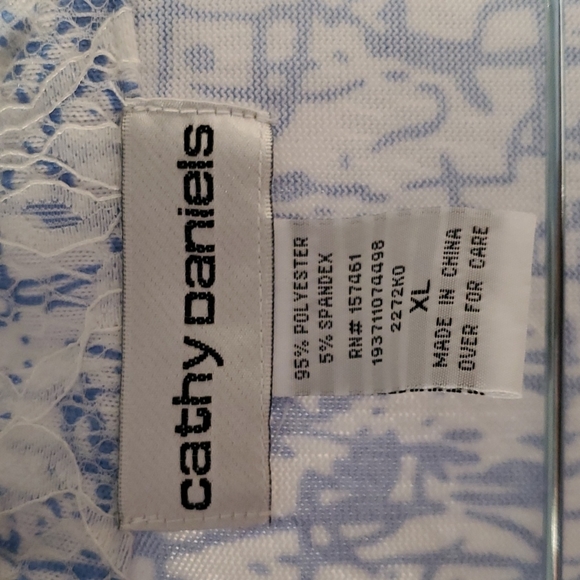 cathy Daniels
95% POLYESTER
5% SPANDEX
RN# 157461
193711074498
2272K0
XL
MADE IN CHINA
OVER FOR CARE